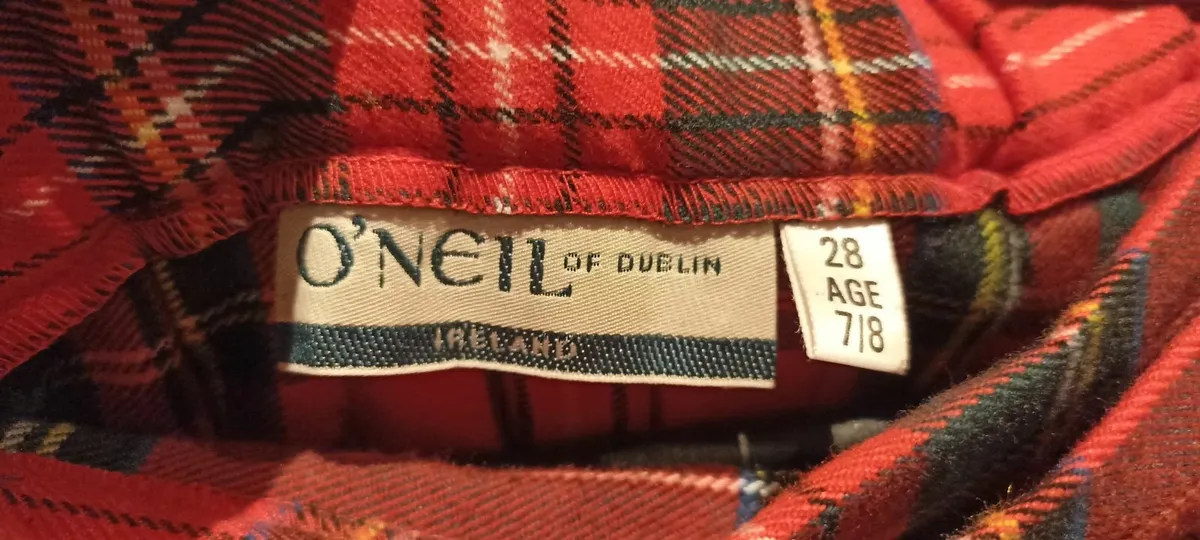 O'NEIL OF DUBLIN
IRELAND
28
AGE
7/8